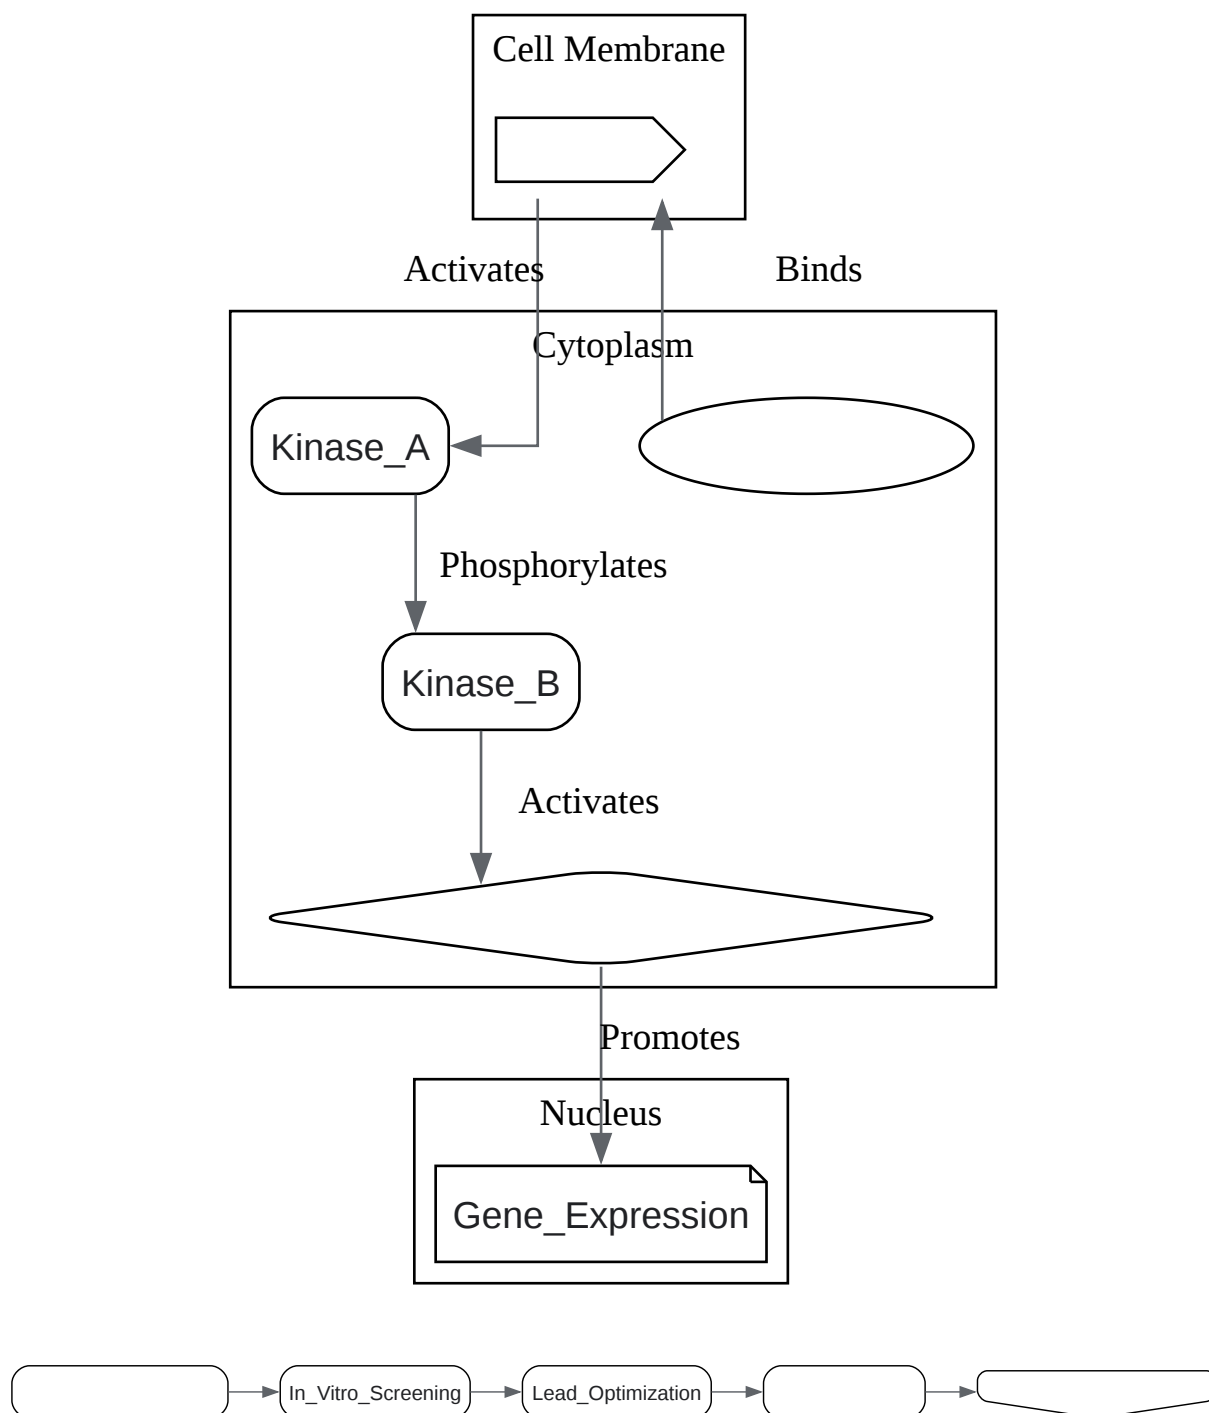 Cell Membrane
Activates
Binds
Cytoplasm
Kinase_A
Phosphorylates
Kinase_B
Activates
Promotes
Nucleus
Gene_Expression
In_Vitro_Screening
Lead_Optimization